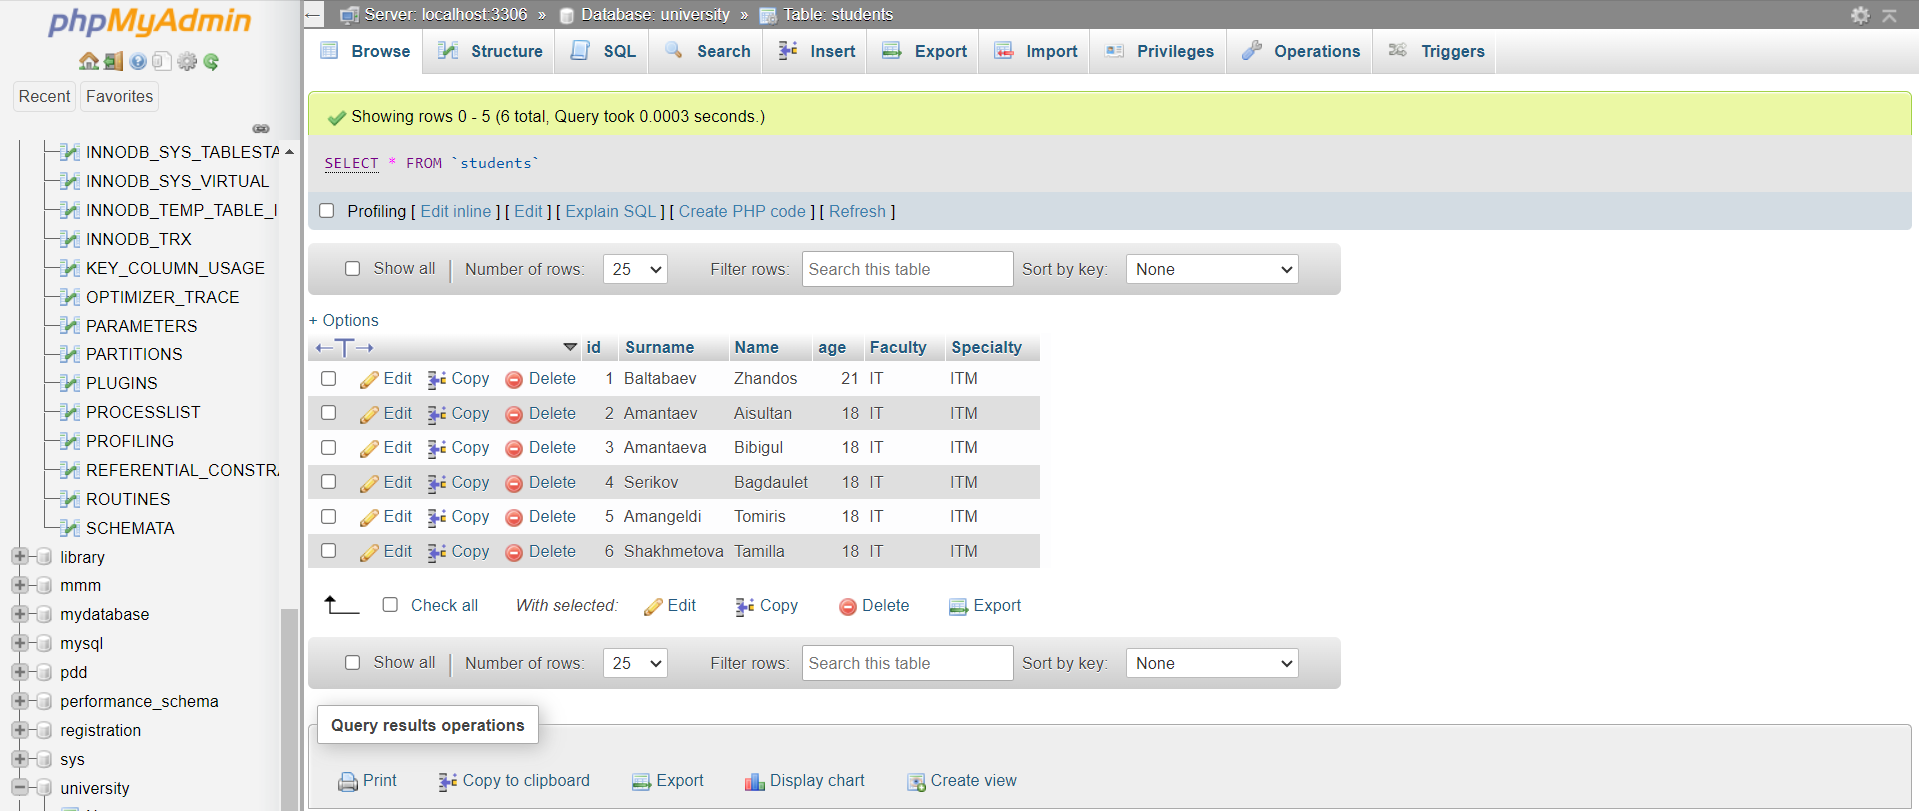 phpMyAdmin
Recent Favorites
INNODB_SYS_TABLESTA
INNODB_SYS_VIRTUAL
INNODB_TEMP_TABLE_I
INNODB_TRX
KEY_COLUMN_USAGE
OPTIMIZER_TRACE
PARAMETERS
PARTITIONS
PLUGINS
PROCESSLIST
PROFILING
REFERENTIAL_CONSTRA
ROUTINES
SCHEMATA
library
mmm
mydatabase
mysql
pdd
performance_schema
registration
sys
university
Server: localhost:3306 » Database: university » Table: students
Browse Structure SQL Search Insert Export Import Privileges Operations Triggers
Showing rows 0 - 5 (6 total, Query took 0.0003 seconds.)
SELECT * FROM `students`
Profiling [ Edit inline ] [ Edit ] [ Explain SQL ] [ Create PHP code ] [ Refresh ]
Show all | Number of rows: 25 Filter rows: Search this table Sort by key: None
+ Options
←T→ id Surname Name age Faculty Specialty
Edit Copy Delete 1 Baltabaev Zhandos 21 IT ITM
Edit Copy Delete 2 Amantaev Aisultan 18 IT ITM
Edit Copy Delete 3 Amantaeva Bibigul 18 IT ITM
Edit Copy Delete 4 Serikov Bagdaulet 18 IT ITM
Edit Copy Delete 5 Amangeldi Tomiris 18 IT ITM
Edit Copy Delete 6 Shakhmetova Tamilla 18 IT ITM
Check all With selected: Edit Copy Delete Export
Show all | Number of rows: 25 Filter rows: Search this table Sort by key: None
Query results operations
Print Copy to clipboard Export Display chart Create view